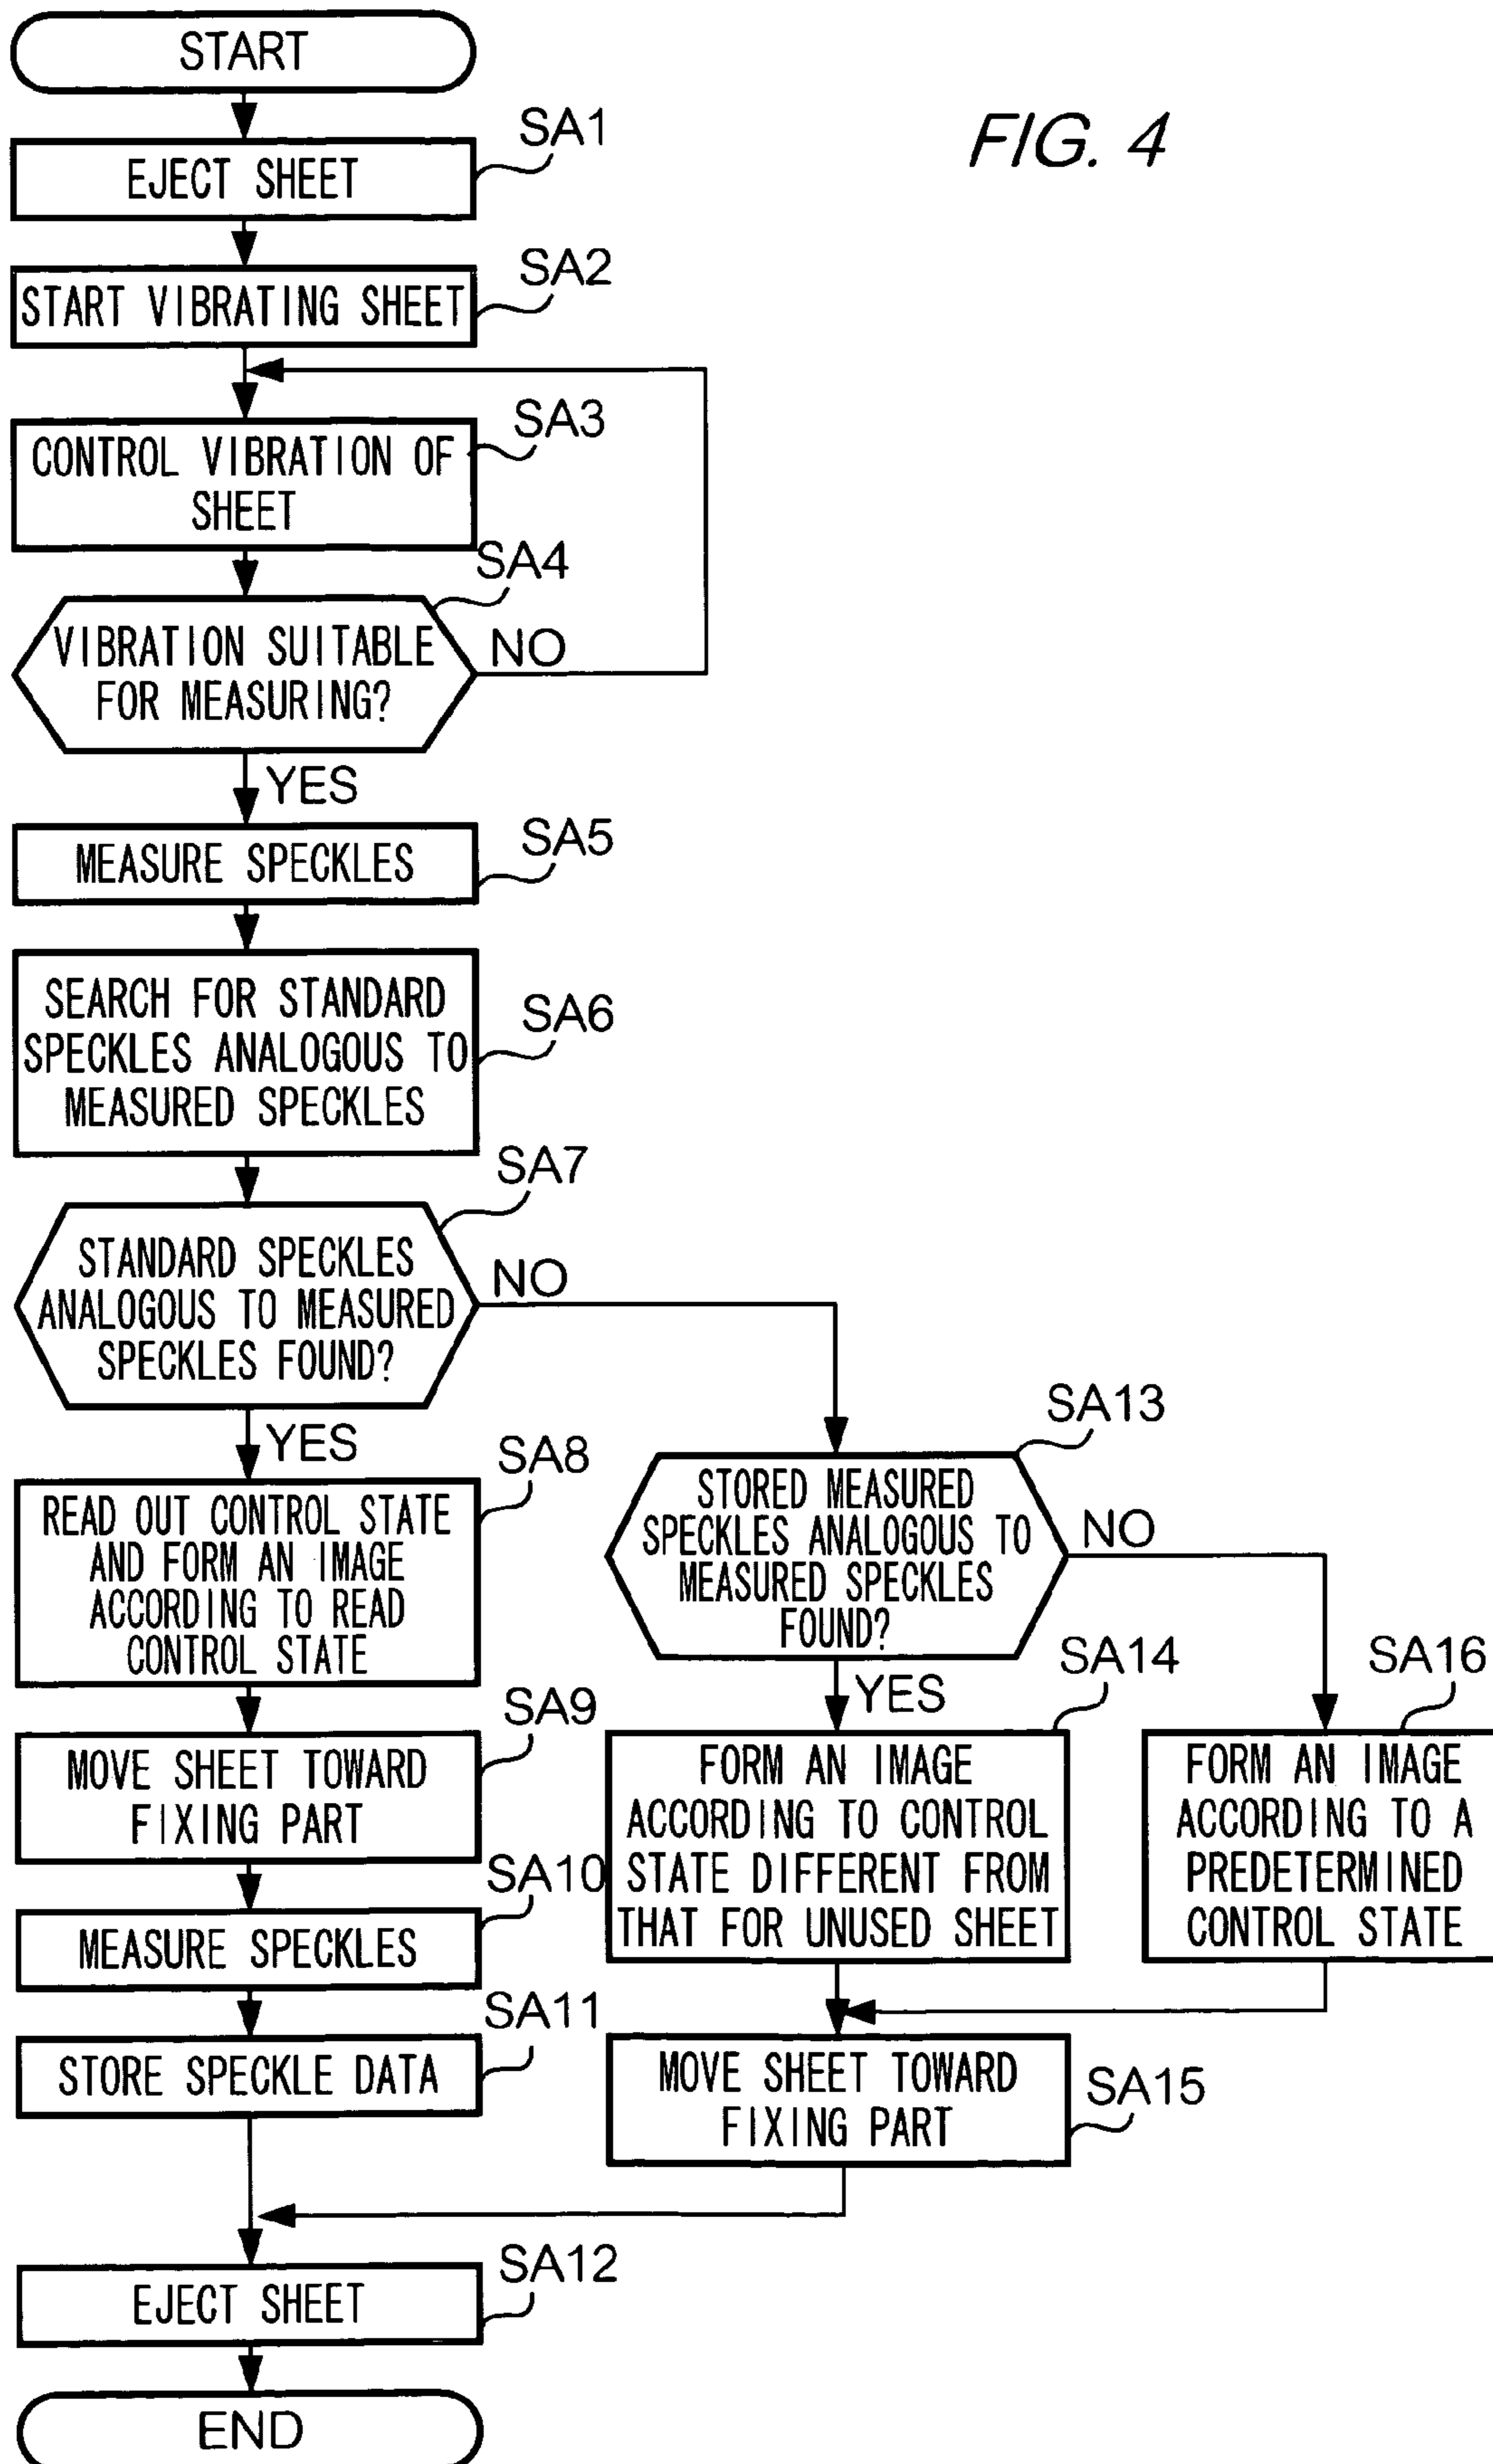 START
FIG. 4
SA1
EJECT SHEET
SA2
START VIBRATING SHEET
SA3
CONTROL VIBRATION OF
SHEET
SA4
VIBRATION SUITABLE
FOR MEASURING?
NO
YES
SA5
MEASURE SPECKLES
SA6
SEARCH FOR STANDARD
SPECKLES ANALOGOUS TO
MEASURED SPECKLES
SA7
STANDARD SPECKLES
ANALOGOUS TO MEASURED
SPECKLES FOUND?
NO
YES
SA8
READ OUT CONTROL STATE
AND FORM AN IMAGE
ACCORDING TO READ
CONTROL STATE
SA9
MOVE SHEET TOWARD
FIXING PART
SA10
MEASURE SPECKLES
SA11
STORE SPECKLE DATA
SA13
STORED MEASURED
SPECKLES ANALOGOUS TO
MEASURED SPECKLES
FOUND?
NO
YES
SA14
FORM AN IMAGE
ACCORDING TO CONTROL
STATE DIFFERENT FROM
THAT FOR UNUSED SHEET
SA16
FORM AN IMAGE
ACCORDING TO A
PREDETERMINED
CONTROL STATE
MOVE SHEET TOWARD
FIXING PART
SA15
SA12
EJECT SHEET
END